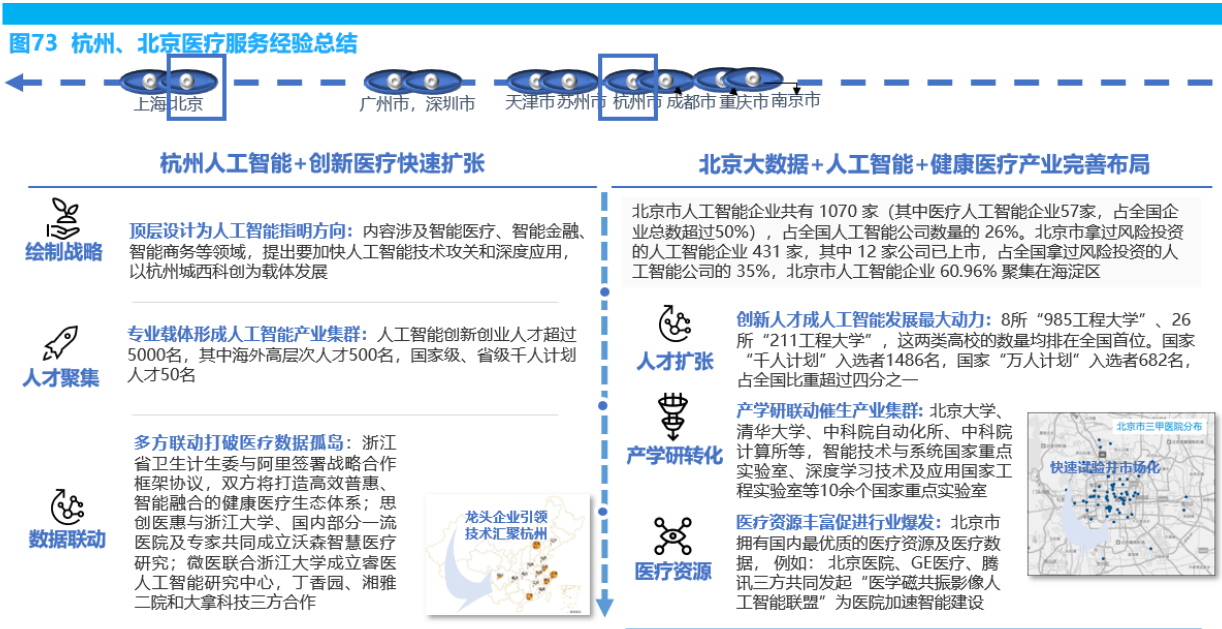 图73 杭州、北京医疗服务经验总结
上海 北京
广州市，深圳市
天津市 苏州市 杭州市 成都市 重庆市 南京市
杭州人工智能+创新医疗快速扩张
绘制战略
顶层设计为人工智能指明方向：内容涉及智能医疗、智能金融、
智能商务等领域，提出要加快人工智能技术攻关和深度应用，
以杭州城西科创为载体发展
人才聚集
专业载体形成人工智能产业集群：人工智能创新创业人才超过
5000名，其中海外高层次人才500名，国家级、省级千人计划
人才50名
数据联动
多方联动打破医疗数据孤岛：浙江
省卫生计生委与阿里签署战略合作
框架协议，双方将打造高效普惠、
智能融合的健康医疗生态体系；思
创医惠与浙江大学、国内部分一流
医院及专家共同成立沃森智慧医疗
研究；微医联合浙江大学成立睿医
人工智能研究中心，丁香园、湘雅
二院和大拿科技三方合作
龙头企业引领
技术汇聚杭州
北京大数据+人工智能+健康医疗产业完善布局
北京市人工智能企业共有 1070 家（其中医疗人工智能企业57家，占全国企
业总数超过50%），占全国人工智能公司数量的 26%。北京市拿过风险投资
的人工智能企业 431 家，其中 12 家公司已上市，占全国拿过风险投资的人
工智能公司的 35%，北京市人工智能企业 60.96% 聚集在海淀区
人才扩张
创新人才成人工智能发展最大动力：8所“985工程大学”、26
所“211工程大学”，这两类高校的数量均排在全国首位。国家
“千人计划”入选者1486名，国家“万人计划”入选者682名，
占全国比重超过四分之一
产学研转化
产学研联动催生产业集群: 北京大学、
清华大学、中科院自动化所、中科院
计算所等，智能技术与系统国家重点
实验室、深度学习技术及应用国家工
程实验室等10余个国家重点实验室
医疗资源
医疗资源丰富促进行业爆发：北京市
拥有国内最优质的医疗资源及医疗数
据， 例如： 北京医院、GE医疗、腾
讯三方共同发起“医学磁共振影像人
工智能联盟”为医院加速智能建设
北京市三甲医院分布
快速试验并市场化